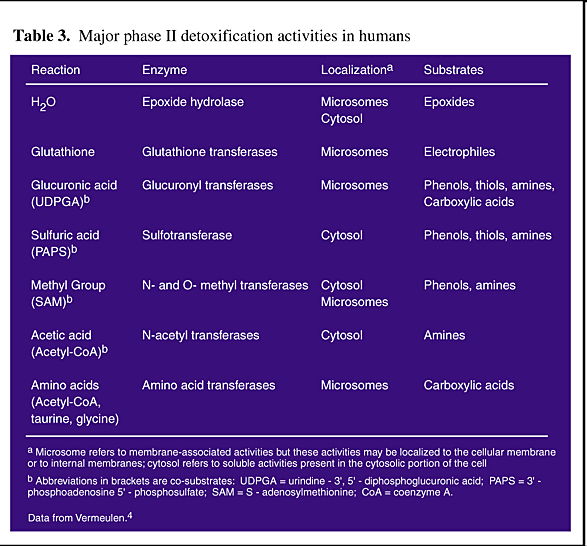 Table 3. Major phase II detoxification activities in humans
Reaction Enzyme Localizationa Substrates
H2O Epoxide hydrolase Microsomes Epoxides
Cytosol
Glutathione Glutathione transferases Microsomes Electrophiles
Glucuronic acid Glucuronyl transferases Microsomes Phenols, thiols, amines,
(UDPGA)b Carboxylic acids
Sulfuric acid Sulfotransferase Cytosol Phenols, thiols, amines
(PAPS)b
Methyl Group N- and O- methyl transferases Cytosol Phenols, amines
(SAM)b Microsomes
Acetic acid N-acetyl transferases Cytosol Amines
(Acetyl-CoA)b
Amino acids Amino acid transferases Microsomes Carboxylic acids
(Acetyl-CoA,
taurine, glycine)
a Microsome refers to membrane-associated activities but these activities may be localized to the cellular membrane
or to internal membranes; cytosol refers to soluble activities present in the cytosolic portion of the cell
b Abbreviations in brackets are co-substrates: UDPGA = urindine - 3', 5' - diphosphoglucuronic acid; PAPS = 3' -
phosphoadenosine 5' - phosphosulfate; SAM = S - adenosylmethionine; CoA = coenzyme A.
Data from Vermeulen.4